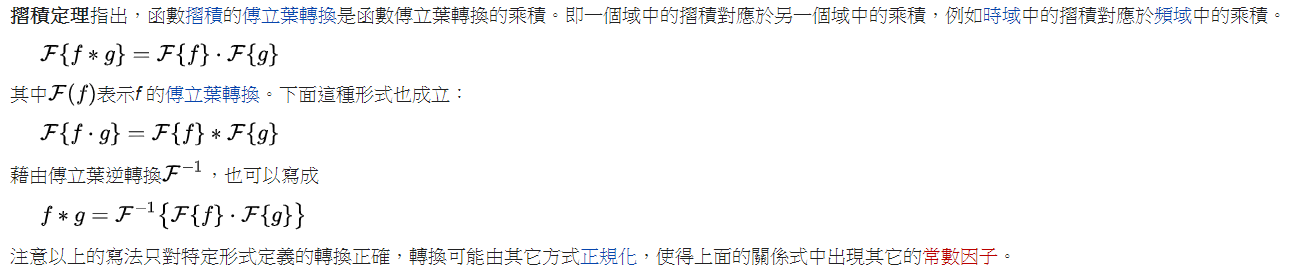 摺積定理指出，函數摺積的傅立葉轉換是函數傅立葉轉換的乘積。即一個域中的摺積對應於另一個域中的乘積，例如時域中的摺積對應於頻域中的乘積。
ℱ{f * g} = ℱ{f} · ℱ{g}
其中ℱ(f)表示f 的傅立葉轉換。下面這種形式也成立：
ℱ{f · g} = ℱ{f} * ℱ{g}
藉由傅立葉逆轉換ℱ⁻¹，也可以寫成
f * g = ℱ⁻¹{ℱ{f} · ℱ{g}}
注意以上的寫法只對特定形式定義的轉換正確，轉換可能由其它方式正規化，使得上面的關係式中出現其它的常數因子。